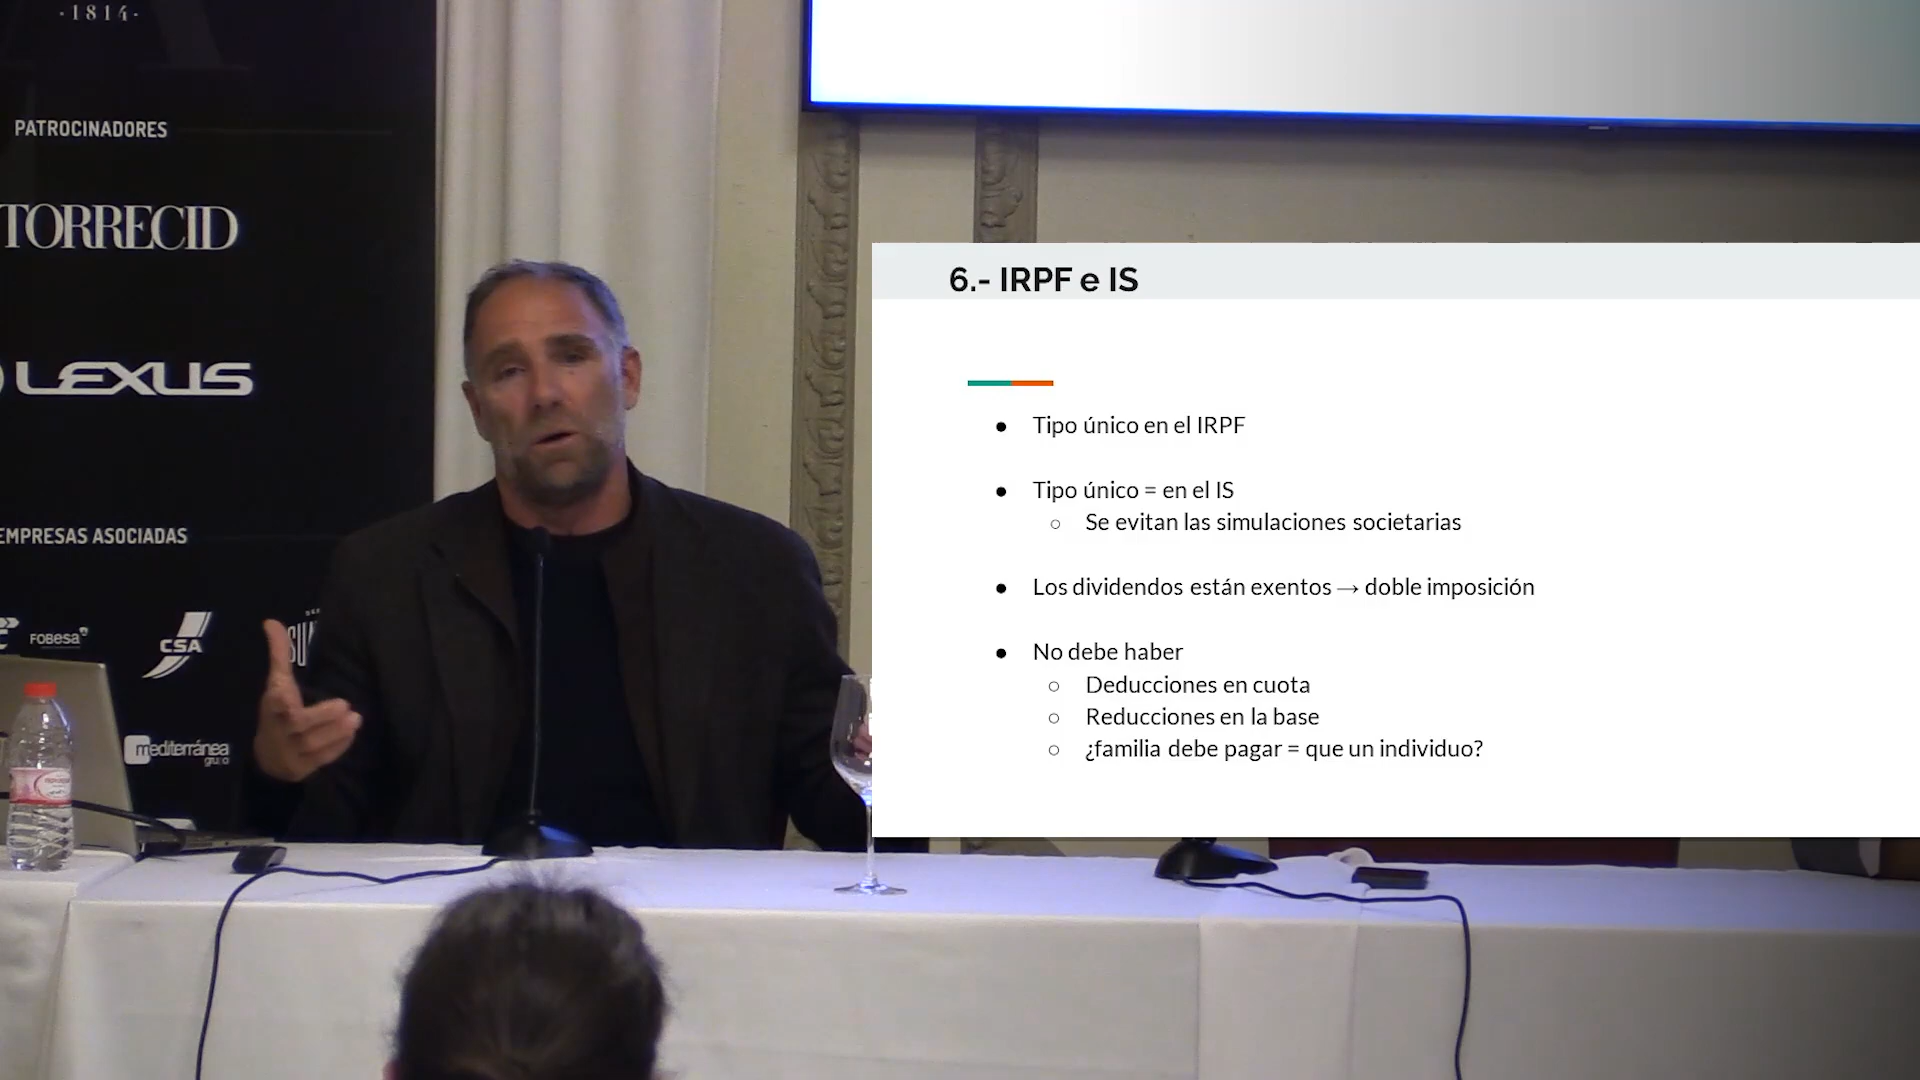 ·1814·
PATROCINADORES
TORRECID
LEXUS
EMPRESAS ASOCIADAS
FOBESA
CSA
mediterránea
grupo
6.- IRPF e IS
● Tipo único en el IRPF
● Tipo único = en el IS
○ Se evitan las simulaciones societarias
● Los dividendos están exentos → doble imposición
● No debe haber
○ Deducciones en cuota
○ Reducciones en la base
○ ¿familia debe pagar = que un individuo?